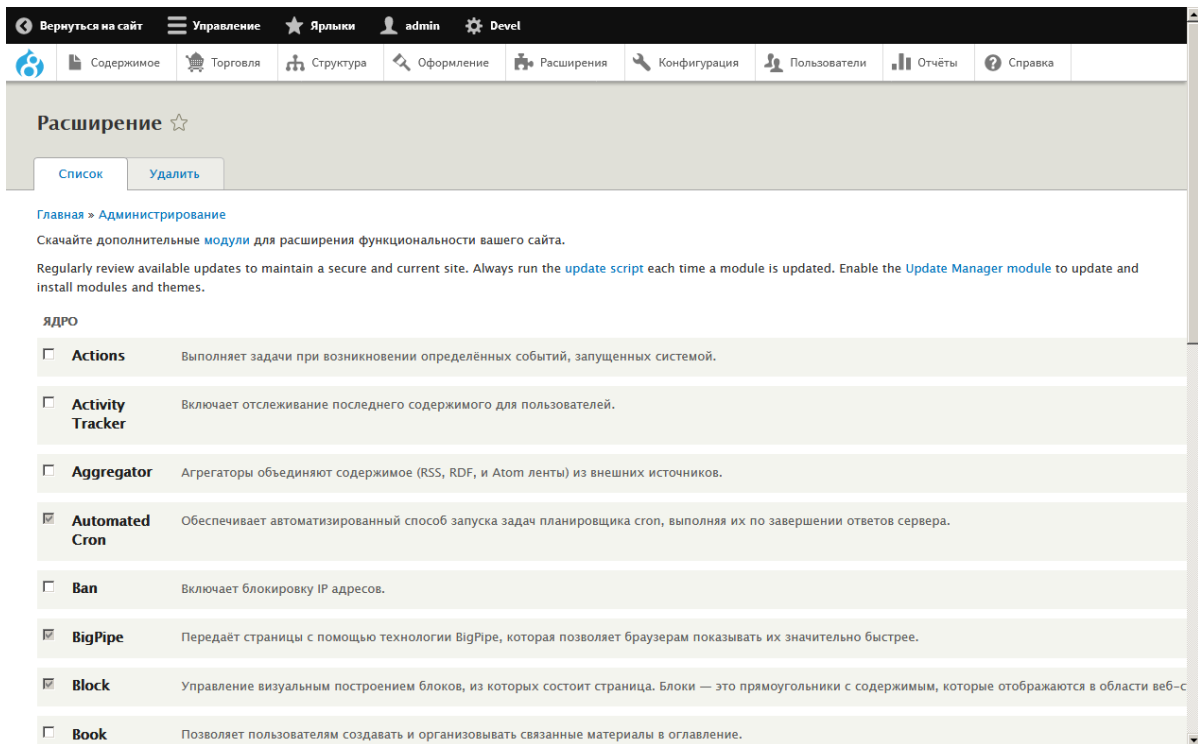 Вернуться на сайт Управление Ярлыки admin Devel
Содержимое Торговля Структура Оформление Расширения Конфигурация Пользователи Отчёты Справка
Расширение
Список Удалить
Главная » Администрирование
Скачайте дополнительные модули для расширения функциональности вашего сайта.
Regularly review available updates to maintain a secure and current site. Always run the update script each time a module is updated. Enable the Update Manager module to update and
install modules and themes.
ЯДРО
Actions Выполняет задачи при возникновении определённых событий, запущенных системой.
Activity Включает отслеживание последнего содержимого для пользователей.
Tracker
Aggregator Агрегаторы объединяют содержимое (RSS, RDF, и Atom ленты) из внешних источников.
Automated Обеспечивает автоматизированный способ запуска задач планировщика cron, выполняя их по завершении ответов сервера.
Cron
Ban Включает блокировку IP адресов.
BigPipe Передаёт страницы с помощью технологии BigPipe, которая позволяет браузерам показывать их значительно быстрее.
Block Управление визуальным построением блоков, из которых состоит страница. Блоки — это прямоугольники с содержимым, которые отображаются в области веб-с
Book Позволяет пользователям создавать и организовывать связанные материалы в оглавление.